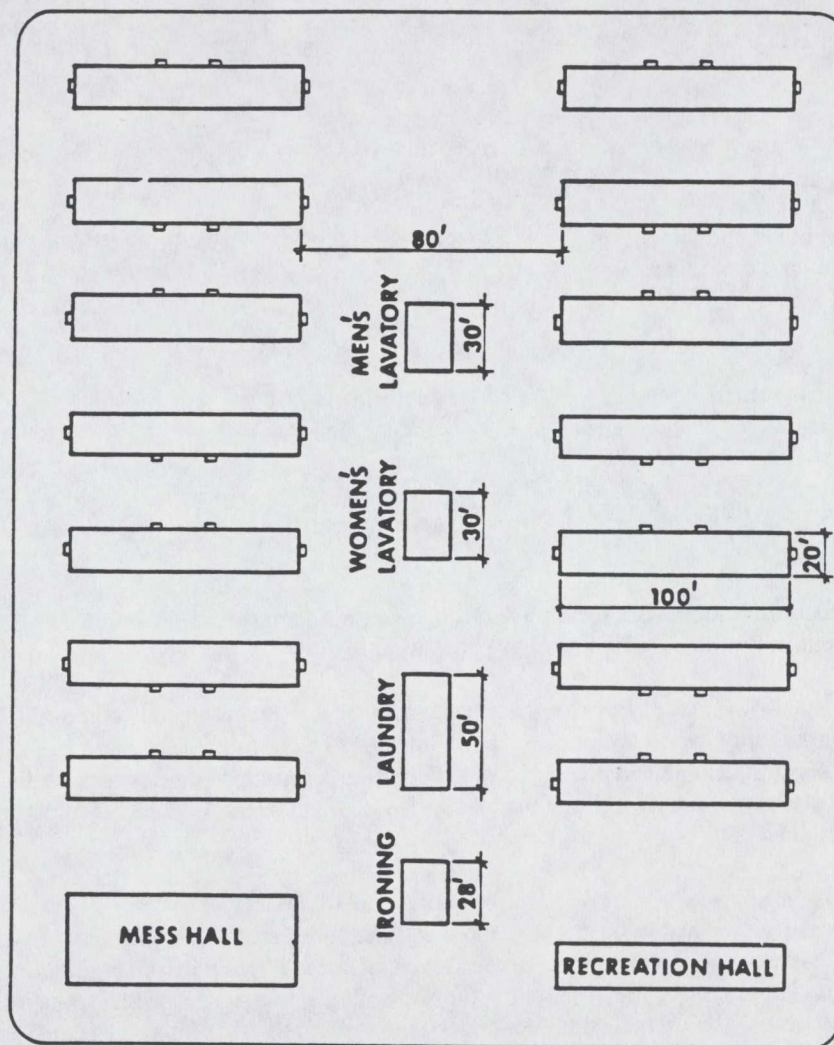 80'
MEN'S
LAVATORY
30'
WOMEN'S
LAVATORY
30'
20'
100'
LAUNDRY
50'
IRONING
28'
MESS HALL
RECREATION HALL